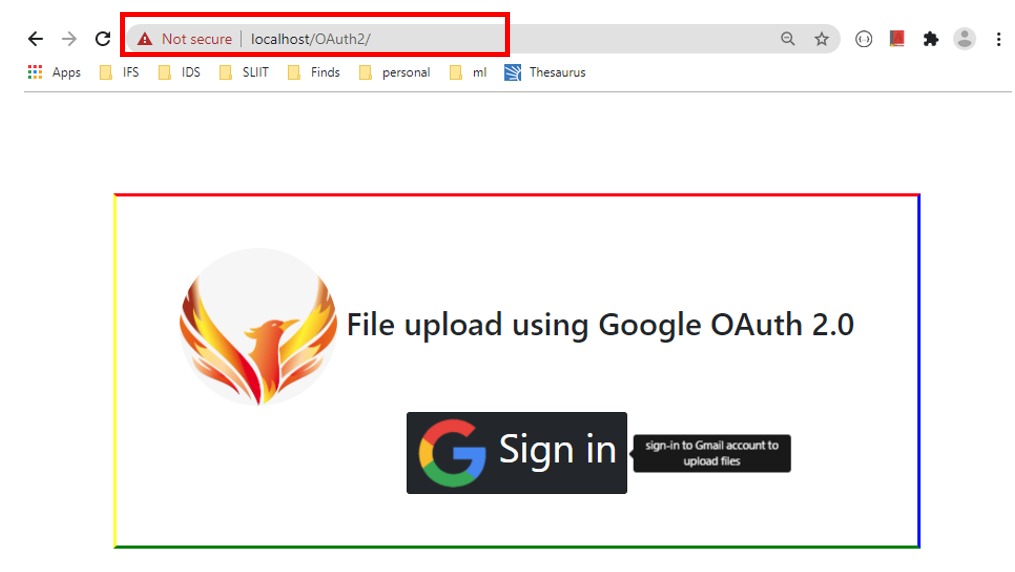 Not secure | localhost/OAuth2/
Apps IFS IDS SLIIT Finds personal ml Thesaurus
File upload using Google OAuth 2.0
Sign in
sign-in to Gmail account to
upload files